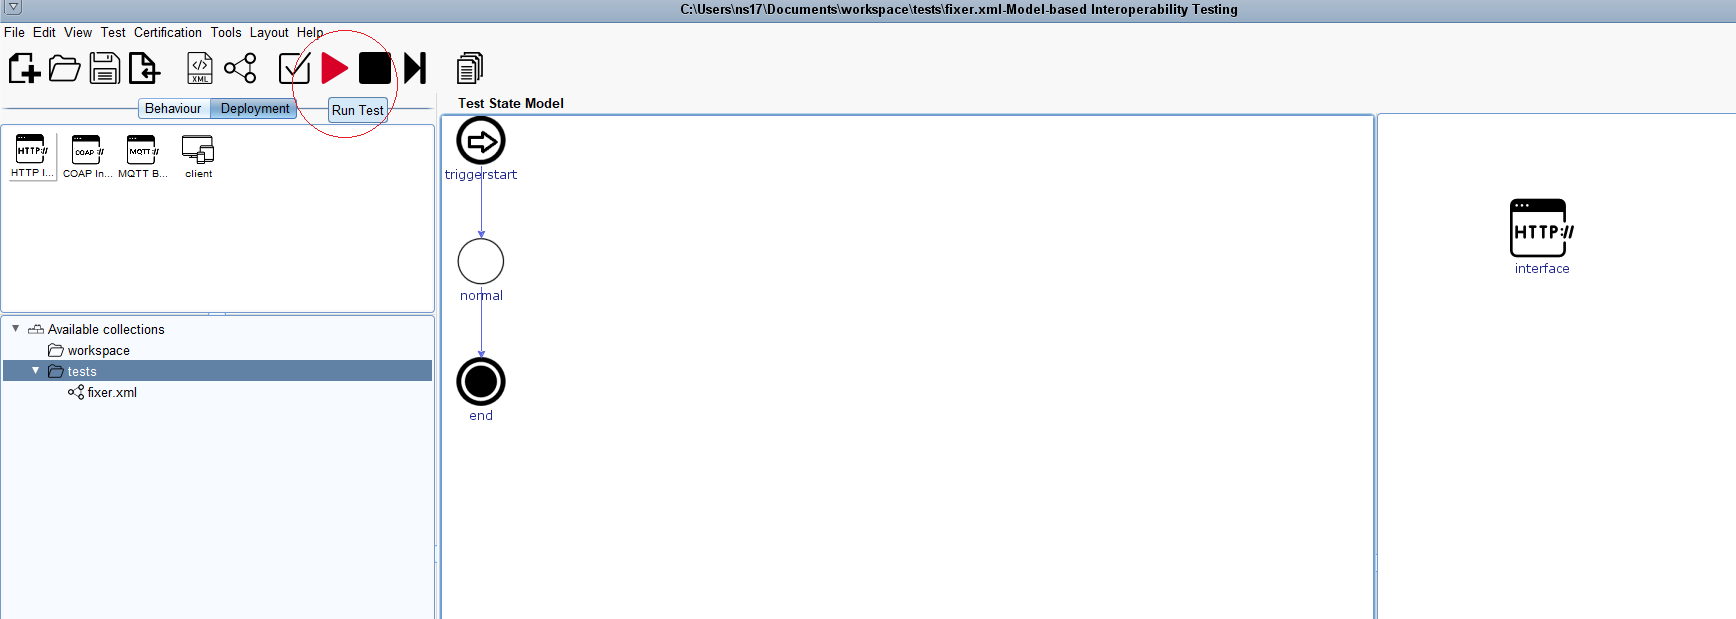 C:\Users\ns17\Documents\workspace\tests\fixer.xml-Model-based Interoperability Testing
File Edit View Test Certification Tools Layout Help
</>
XML
Behaviour Deployment Run Test
Test State Model
HTTP://
HTTP I...
COAP://
COAP In...
MQTT://
MQTT B...
client
Available collections
workspace
tests
fixer.xml
triggerstart
normal
end
HTTP://
interface